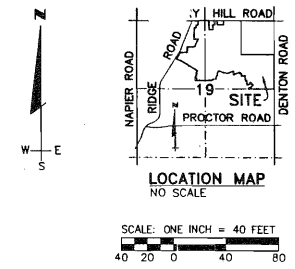 N
W E
S
Y HILL ROAD
NAPIER ROAD
RIDGE ROAD
19
SITE
DENTON ROAD
N
PROCTOR ROAD
LOCATION MAP
NO SCALE
SCALE: ONE INCH = 40 FEET
40 20 0 40 80